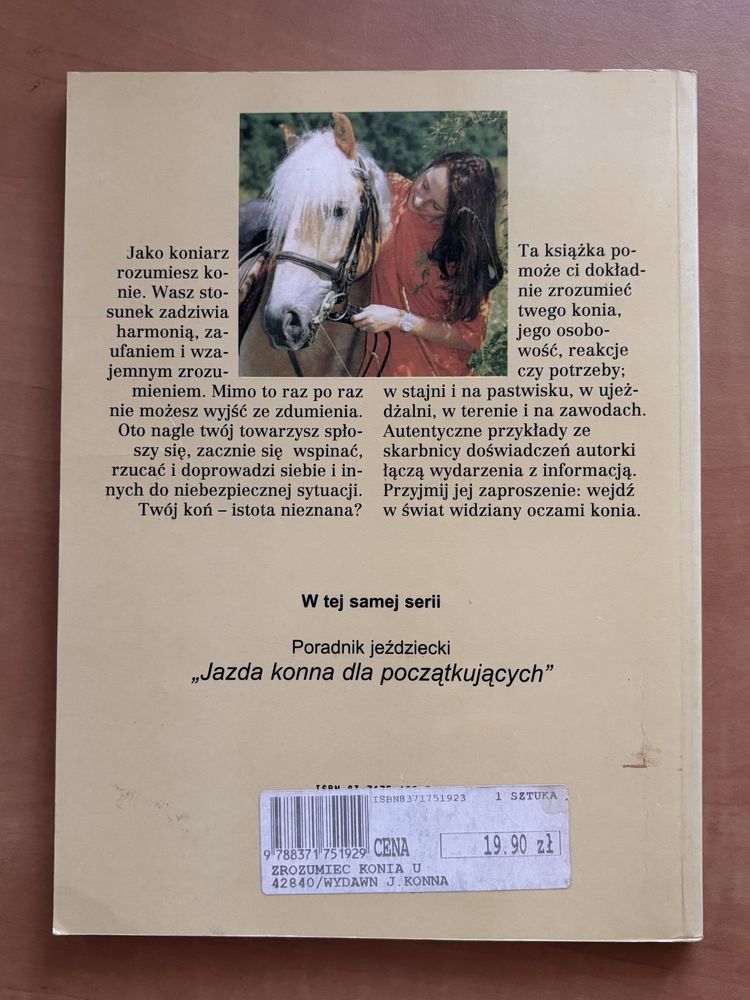 Jako koniarz
rozumiesz ko-
nie. Wasz sto-
sunek zadziwia
harmonią, za-
ufaniem i wza-
jemnym zrozu-
mieniem. Mimo to raz po raz
nie możesz wyjść ze zdumienia.
Oto nagle twój towarzysz spło-
szy się, zacznie się wspinać,
rzucać i doprowadzi siebie i in-
nych do niebezpiecznej sytuacji.
Twój koń – istota nieznana?
Ta książka po-
może ci dokład-
nie zrozumieć
twego konia,
jego osobo-
wość, reakcje
czy potrzeby;
w stajni i na pastwisku, w ujeż-
dżalni, w terenie i na zawodach.
Autentyczne przykłady ze
skarbnicy doświadczeń autorki
łączą wydarzenia z informacją.
Przyjmij jej zaproszenie: wejdź
w świat widziany oczami konia.
W tej samej serii
Poradnik jeździecki
„Jazda konna dla początkujących”
ISBN 83 7175
ISBN8371751923 1 SZTUKA
9 788371 751929 CENA 19.90 zł
ZROZUMIEC KONIA U
42840/WYDAWN J.KONNA